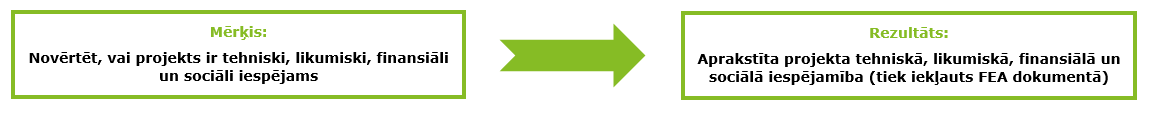 Mērķis:
Novērtēt, vai projekts ir tehniski, likumiski, finansiāli
un sociāli iespējams
Rezultāts:
Aprakstīta projekta tehniskā, likumiskā, finansiālā un
sociālā iespējamība (tiek iekļauts FEA dokumentā)